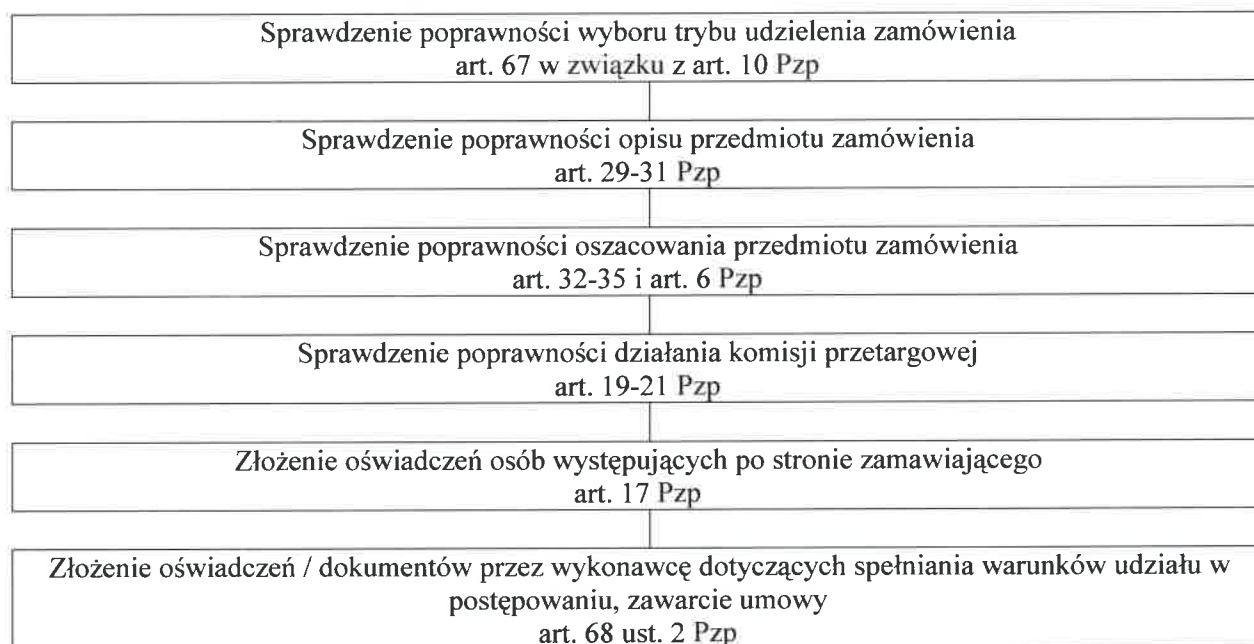 Sprawdzenie poprawności wyboru trybu udzielenia zamówienia
art. 67 w związku z art. 10 Pzp
Sprawdzenie poprawności opisu przedmiotu zamówienia
art. 29-31 Pzp
Sprawdzenie poprawności oszacowania przedmiotu zamówienia
art. 32-35 i art. 6 Pzp
Sprawdzenie poprawności działania komisji przetargowej
art. 19-21 Pzp
Złożenie oświadczeń osób występujących po stronie zamawiającego
art. 17 Pzp
Złożenie oświadczeń / dokumentów przez wykonawcę dotyczących spełniania warunków udziału w
postępowaniu, zawarcie umowy
art. 68 ust. 2 Pzp